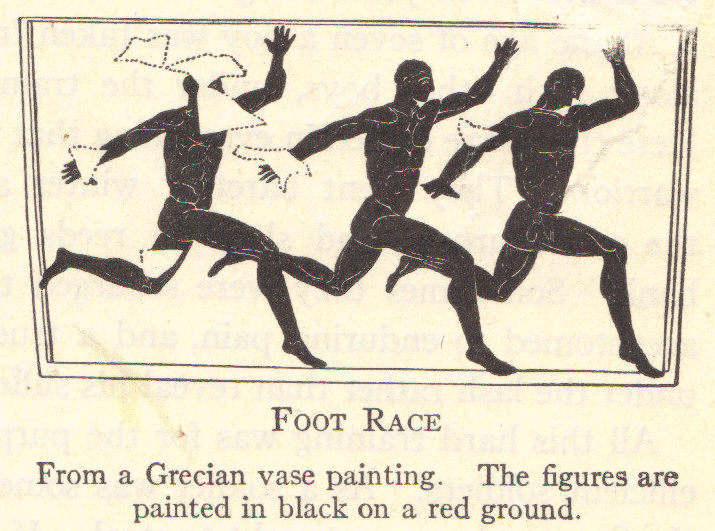 FOOT RACE
From a Grecian vase painting. The figures are
painted in black on a red ground.